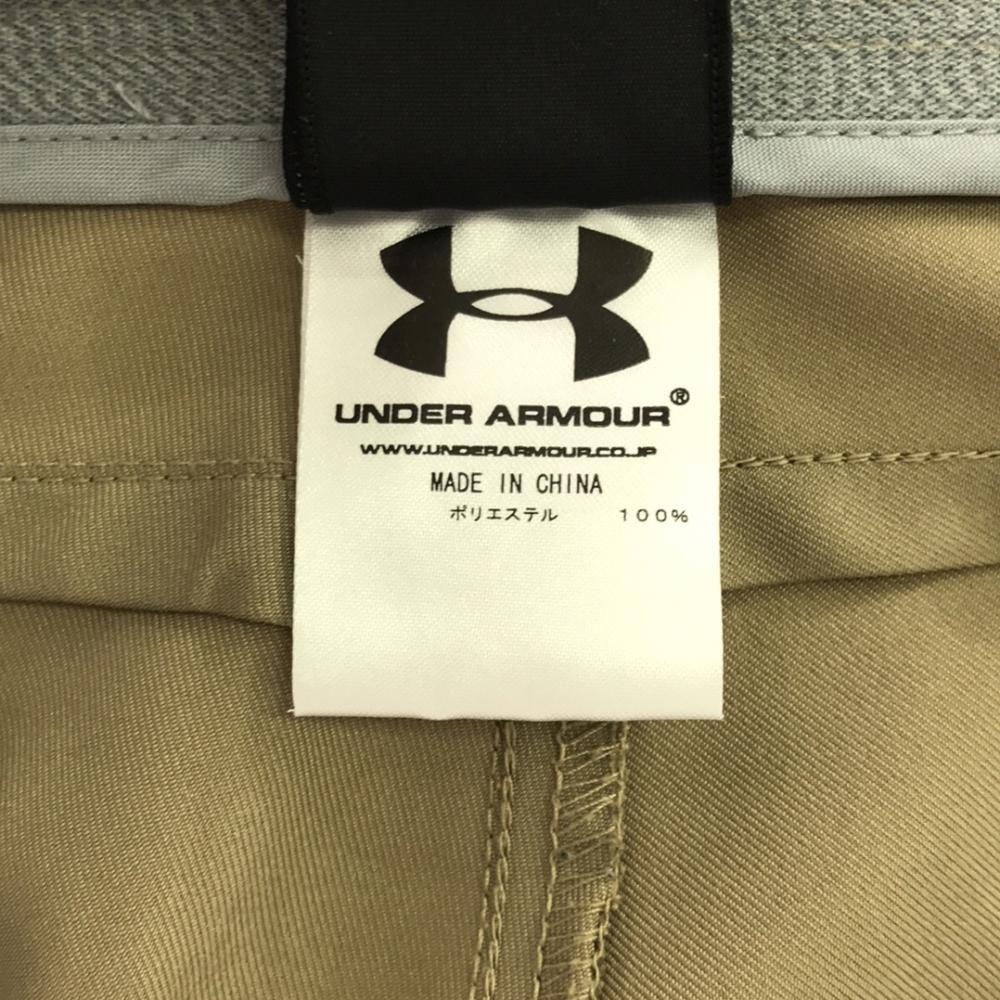 UNDER ARMOUR®
WWW.UNDERARMOUR.CO.JP
MADE IN CHINA
ポリエステル 100%